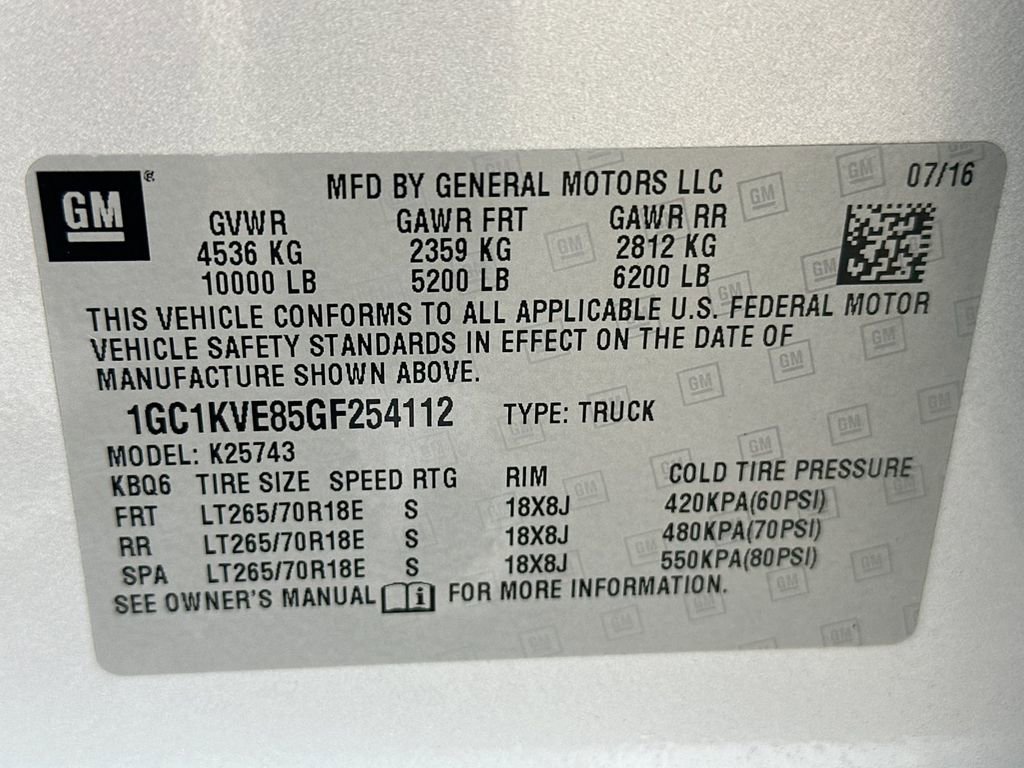 GM ® MFD BY GENERAL MOTORS LLC 07/16
GVWR GAWR FRT GAWR RR
4536 KG 2359 KG 2812 KG
10000 LB 5200 LB 6200 LB
THIS VEHICLE CONFORMS TO ALL APPLICABLE U.S. FEDERAL MOTOR
VEHICLE SAFETY STANDARDS IN EFFECT ON THE DATE OF
MANUFACTURE SHOWN ABOVE.
1GC1KVE85GF254112 TYPE: TRUCK
MODEL: K25743
KBQ6 TIRE SIZE SPEED RTG RIM COLD TIRE PRESSURE
FRT LT265/70R18E S 18X8J 420KPA(60PSI)
RR LT265/70R18E S 18X8J 480KPA(70PSI)
SPA LT265/70R18E S 18X8J 550KPA(80PSI)
SEE OWNER'S MANUAL i FOR MORE INFORMATION.